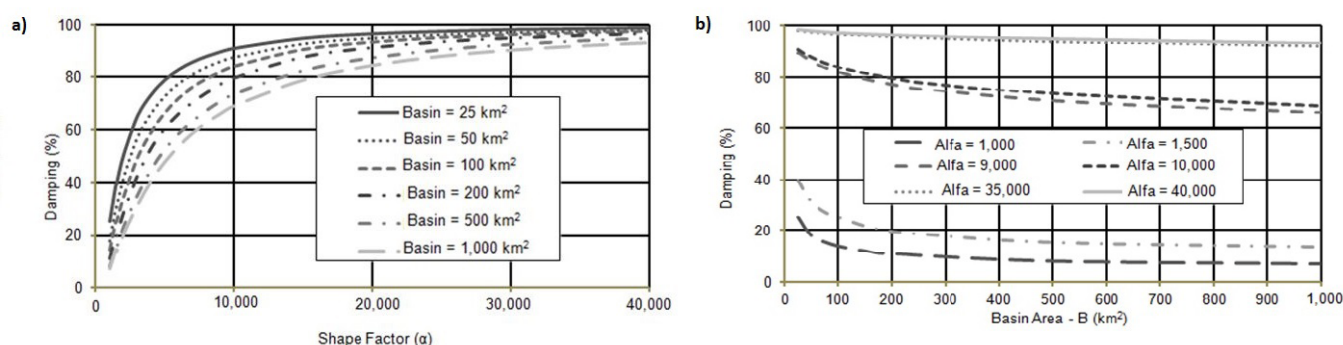 a)
100
80
60
40
20
0
Damping (%)
Basin = 25 km²
Basin = 50 km²
Basin = 100 km²
Basin = 200 km²
Basin = 500 km²
Basin = 1,000 km²
0 10,000 20,000 30,000 40,000
Shape Factor (α)
b)
100
80
60
40
20
0
Damping (%)
Alfa = 1,000 Alfa = 1,500
Alfa = 9,000 Alfa = 10,000
Alfa = 35,000 Alfa = 40,000
0 100 200 300 400 500 600 700 800 900 1,000
Basin Area - B (km²)